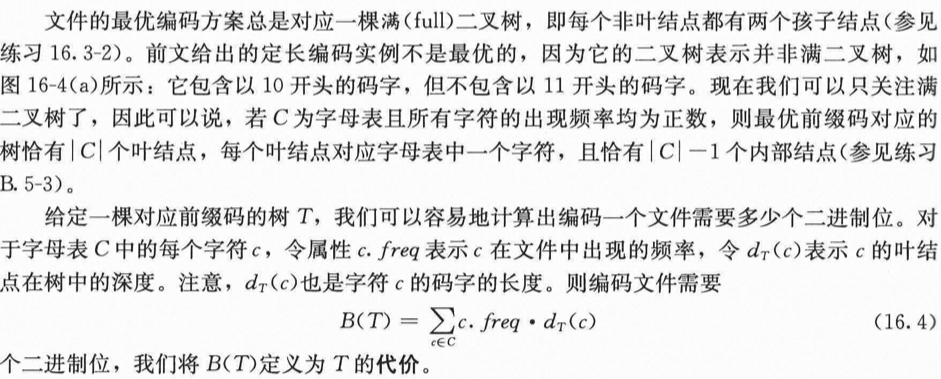 文件的最优编码方案总是对应一棵满(full)二叉树，即每个非叶结点都有两个孩子结点(参见
练习 16.3-2)。前文给出的定长编码实例不是最优的，因为它的二叉树表示并非满二叉树，如
图 16-4(a)所示：它包含以 10 开头的码字，但不包含以 11 开头的码字。现在我们可以只关注满
二叉树了，因此可以说，若 C 为字母表且所有字符的出现频率均为正数，则最优前缀码对应的
树恰有|C|个叶结点，每个叶结点对应字母表中一个字符，且恰有|C|－1 个内部结点(参见练习
B.5-3)。
给定一棵对应前缀码的树 T，我们可以容易地计算出编码一个文件需要多少个二进制位。对
于字母表 C 中的每个字符 c，令属性 c.freq 表示 c 在文件中出现的频率，令 d_T(c)表示 c 的叶结
点在树中的深度。注意，d_T(c)也是字符 c 的码字的长度。则编码文件需要
B(T) = ∑_{c∈C} c.freq · d_T(c) (16.4)
个二进制位，我们将 B(T)定义为 T 的代价。